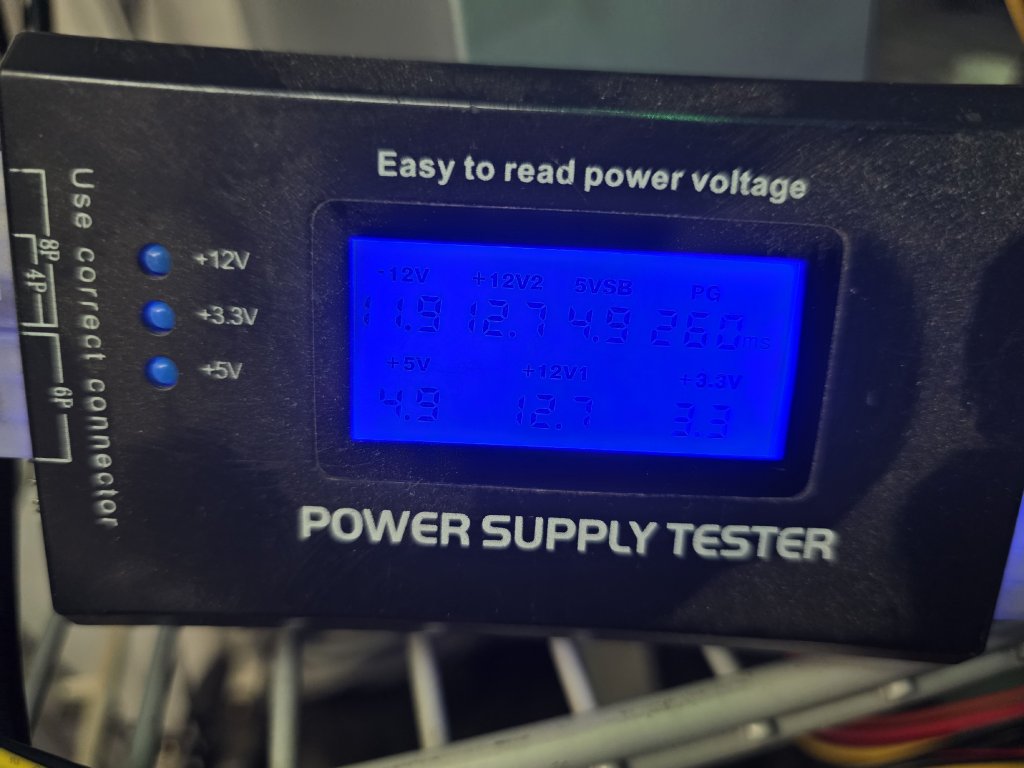 Easy to read power voltage
Use correct connector
8P
4P
6P
+12V
+3.3V
+5V
-12V +12V2 5VSB PG
11.9 12.7 4.9 260ms
+5V +12V1 +3.3V
4.9 12.7 3.3
POWER SUPPLY TESTER